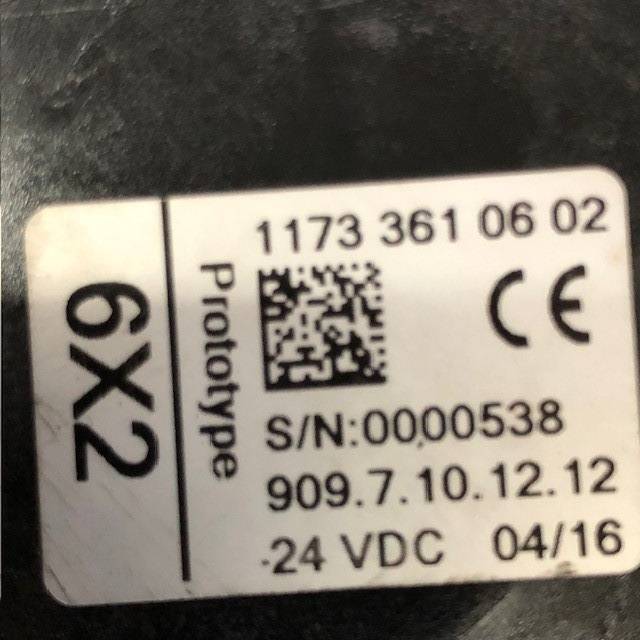 6X2
Prototype
1173 361 06 02
CE
S/N:0000538
909.7.10.12.12
-24 VDC 04/16